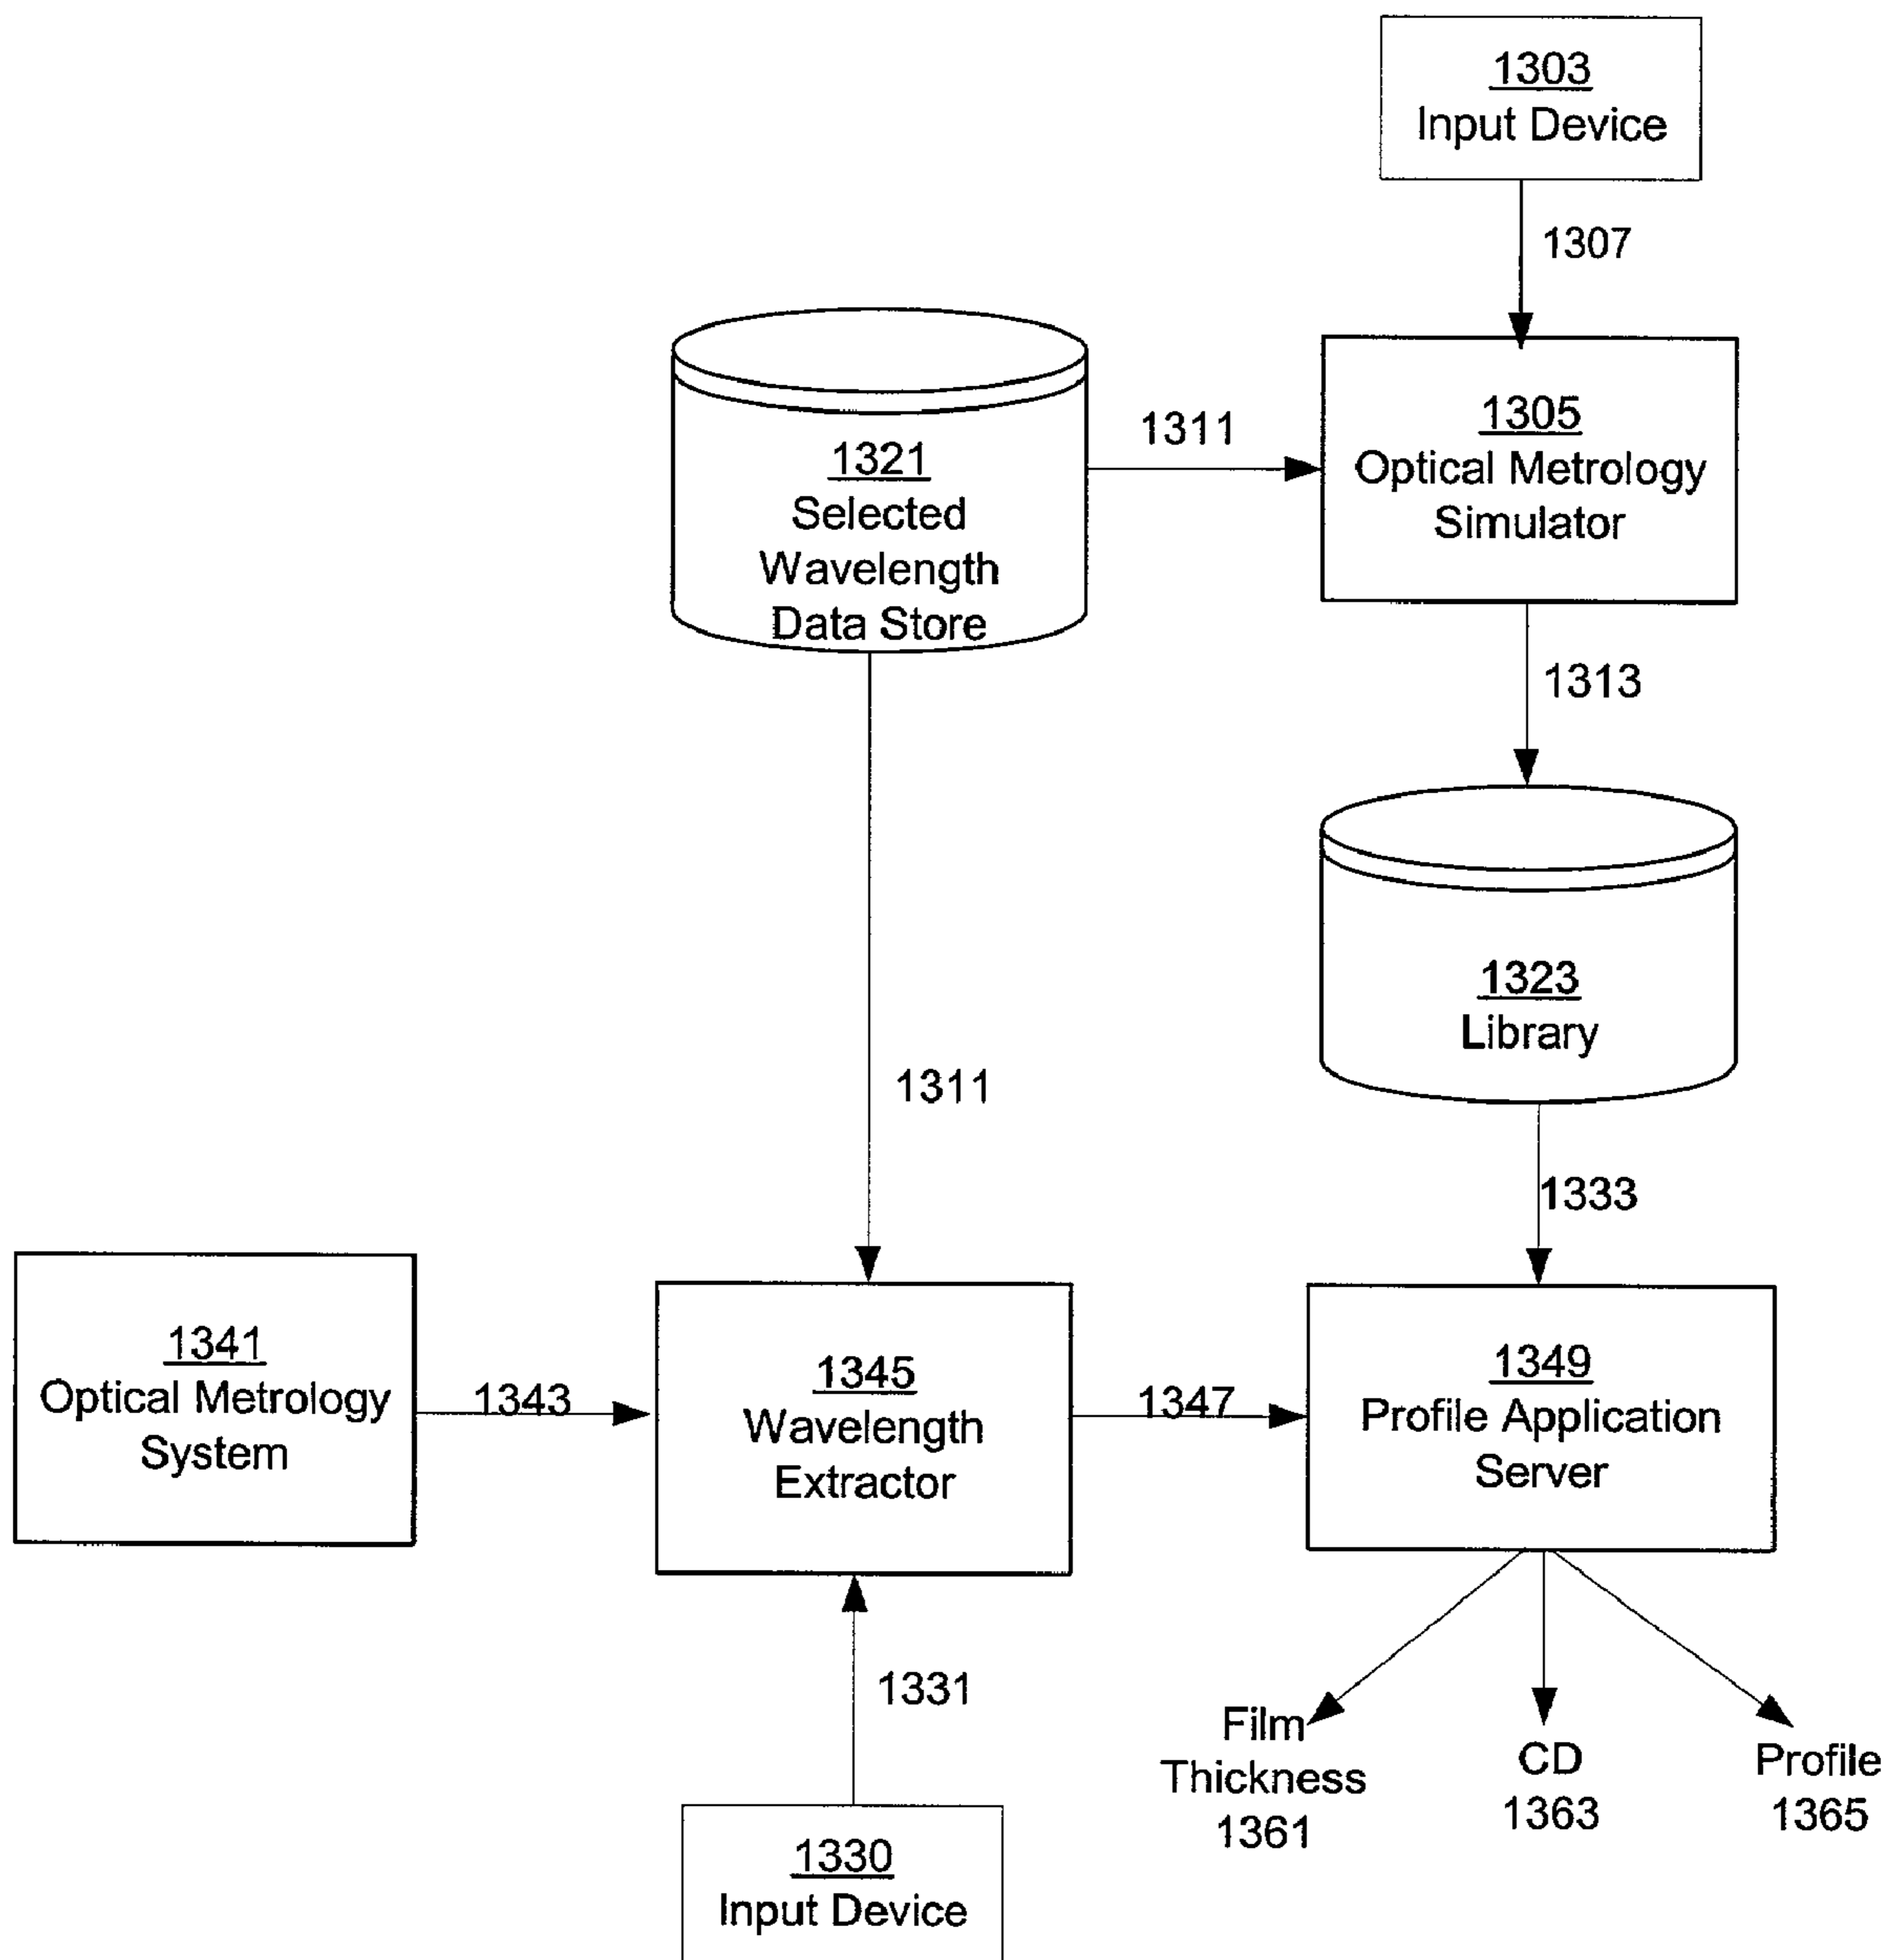 1303
Input Device
1307
1321
Selected
Wavelength
Data Store
1311
1305
Optical Metrology
Simulator
1313
1323
Library
1311
1333
1341
Optical Metrology
System
1343
1345
Wavelength
Extractor
1347
1349
Profile Application
Server
1331
Film
Thickness
1361
CD
1363
Profile
1365
1330
Input Device